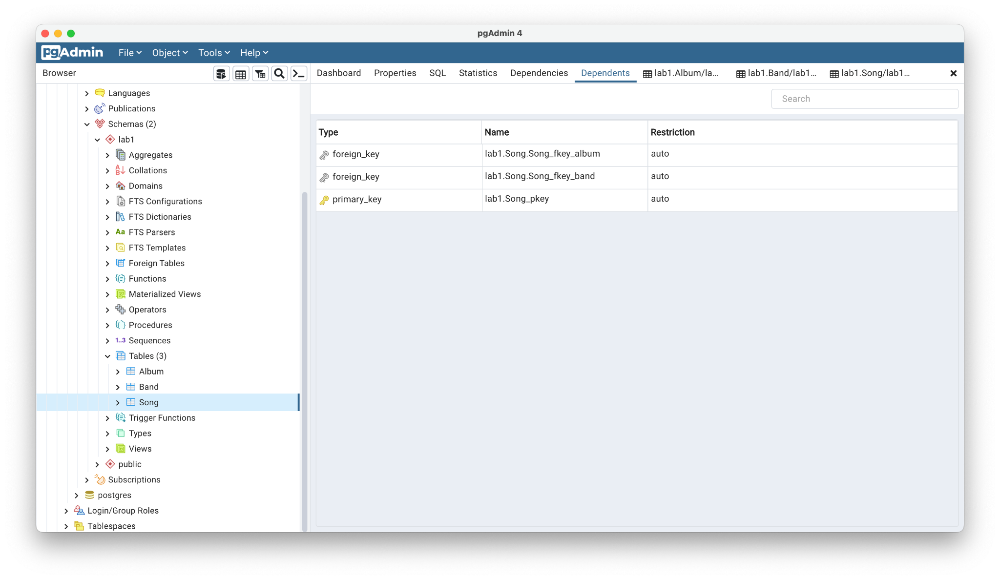 pgAdmin 4
pgAdmin File Object Tools Help
Browser
Dashboard Properties SQL Statistics Dependencies Dependents lab1.Album/la... lab1.Band/lab1... lab1.Song/lab1...
Search
Languages
Publications
Schemas (2)
lab1
Aggregates
Collations
Domains
FTS Configurations
FTS Dictionaries
Aa FTS Parsers
FTS Templates
Foreign Tables
Functions
Materialized Views
Operators
Procedures
1..3 Sequences
Tables (3)
Album
Band
Song
Trigger Functions
Types
Views
public
Subscriptions
postgres
Login/Group Roles
Tablespaces
Type Name Restriction
foreign_key lab1.Song.Song_fkey_album auto
foreign_key lab1.Song.Song_fkey_band auto
primary_key lab1.Song_pkey auto